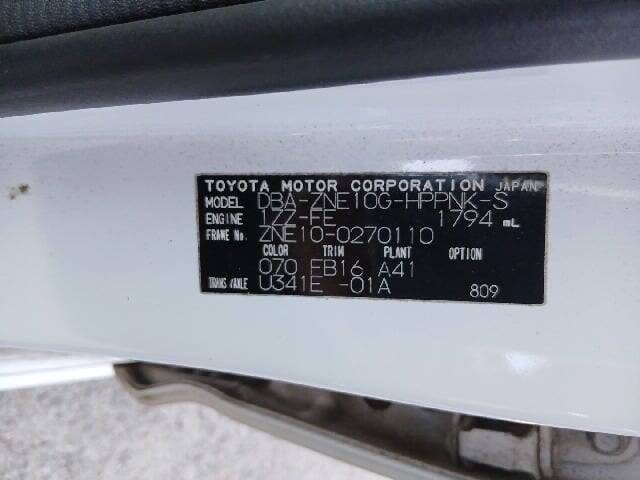 TOYOTA MOTOR CORPORATION JAPAN
MODEL DBA-ZNE10G-HPPNK-S
ENGINE 1ZZ-FE 1794 mL
FRAME No. ZNE10-0270110
COLOR TRIM PLANT OPTION
070 FB16 A41
TRANS/AXLE U341E -01A 809